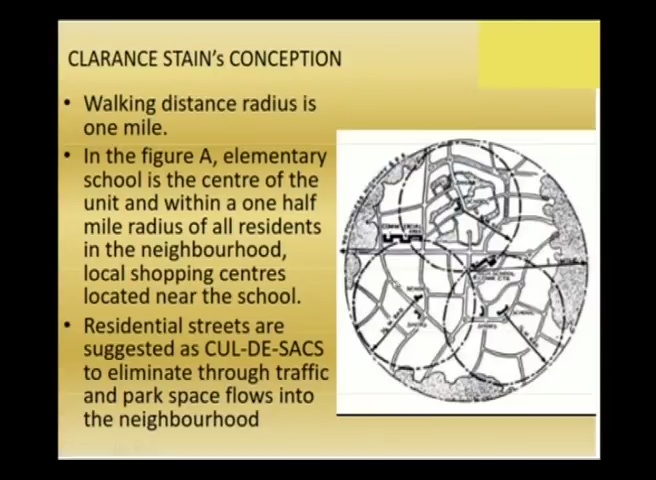 CLARANCE STAIN's CONCEPTION
• Walking distance radius is
one mile.
• In the figure A, elementary
school is the centre of the
unit and within a one half
mile radius of all residents
in the neighbourhood,
local shopping centres
located near the school.
• Residential streets are
suggested as CUL-DE-SACS
to eliminate through traffic
and park space flows into
the neighbourhood